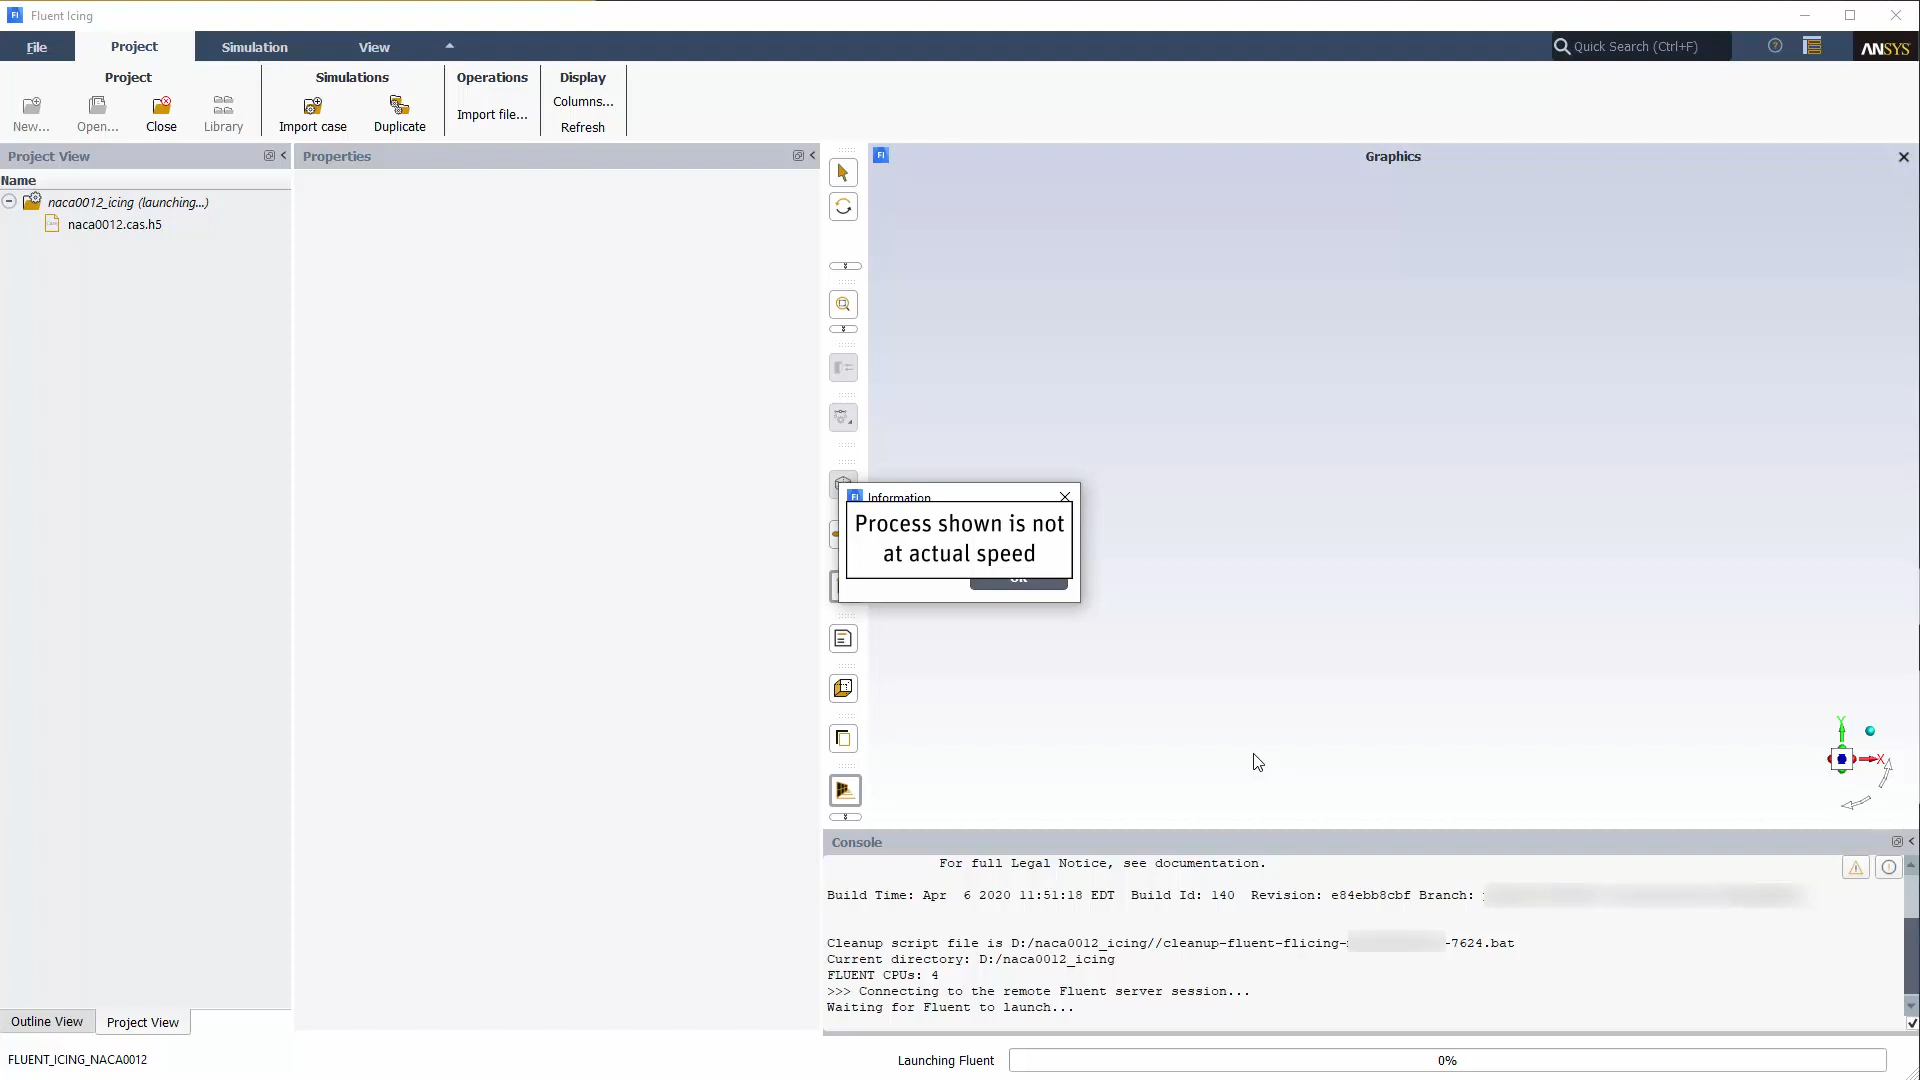 Fluent Icing
File
Project
Simulation
View
Quick Search (Ctrl+F)
ANSYS
Project
Simulations
Operations
Display
New...
Open...
Close
Library
Import case
Duplicate
Import file...
Columns...
Refresh
Project View
Properties
Graphics
Name
naca0012_icing (launching...)
naca0012.cas.h5
Information
Process shown is not
at actual speed
Y
X
Console
For full Legal Notice, see documentation.
Build Time: Apr 6 2020 11:51:18 EDT Build Id: 140 Revision: e84ebb8cbf Branch:
Cleanup script file is D:/naca0012_icing//cleanup-fluent-flicing- -7624.bat
Current directory: D:/naca0012_icing
FLUENT CPUs: 4
>>> Connecting to the remote Fluent server session...
Waiting for Fluent to launch...
Outline View
Project View
FLUENT_ICING_NACA0012
Launching Fluent
0%